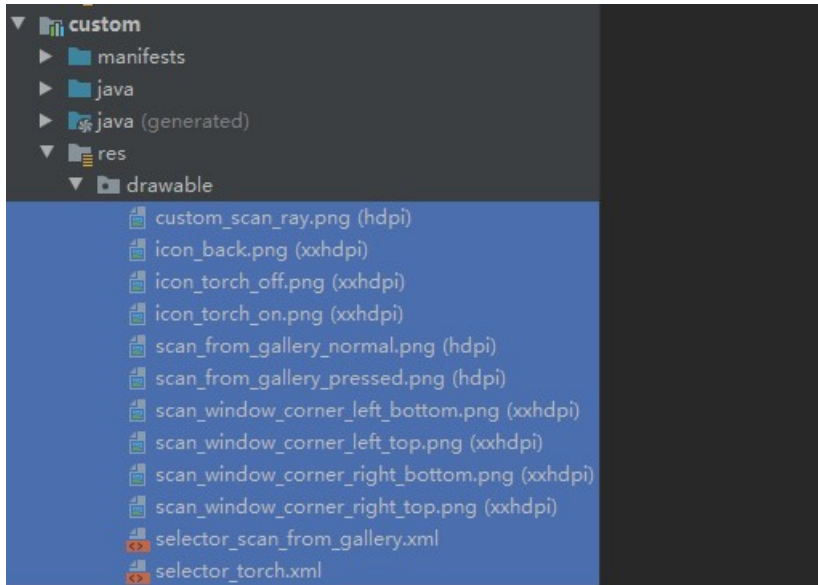 custom
manifests
java
java (generated)
res
drawable
custom_scan_ray.png (hdpi)
icon_back.png (xxhdpi)
icon_torch_off.png (xxhdpi)
icon_torch_on.png (xxhdpi)
scan_from_gallery_normal.png (hdpi)
scan_from_gallery_pressed.png (hdpi)
scan_window_corner_left_bottom.png (xxhdpi)
scan_window_corner_left_top.png (xxhdpi)
scan_window_corner_right_bottom.png (xxhdpi)
scan_window_corner_right_top.png (xxhdpi)
selector_scan_from_gallery.xml
selector_torch.xml